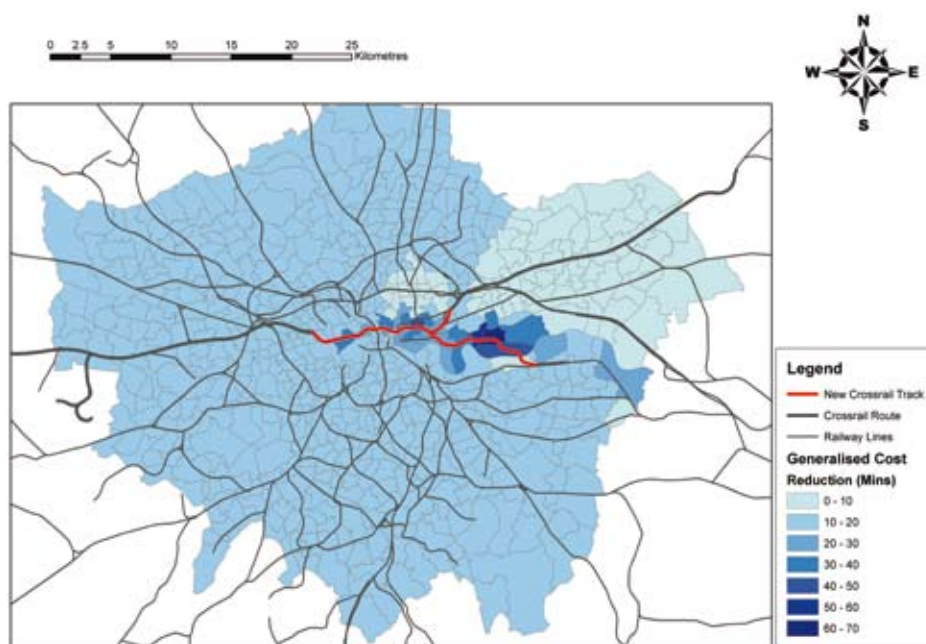 N
0 2.5 5 10 15 20 25
Kilometres
W E
S
Legend
New Crossrail Track
Crossrail Route
Railway Lines
Generalised Cost
Reduction (Mins)
0 - 10
10 - 20
20 - 30
30 - 40
40 - 50
50 - 60
60 - 70